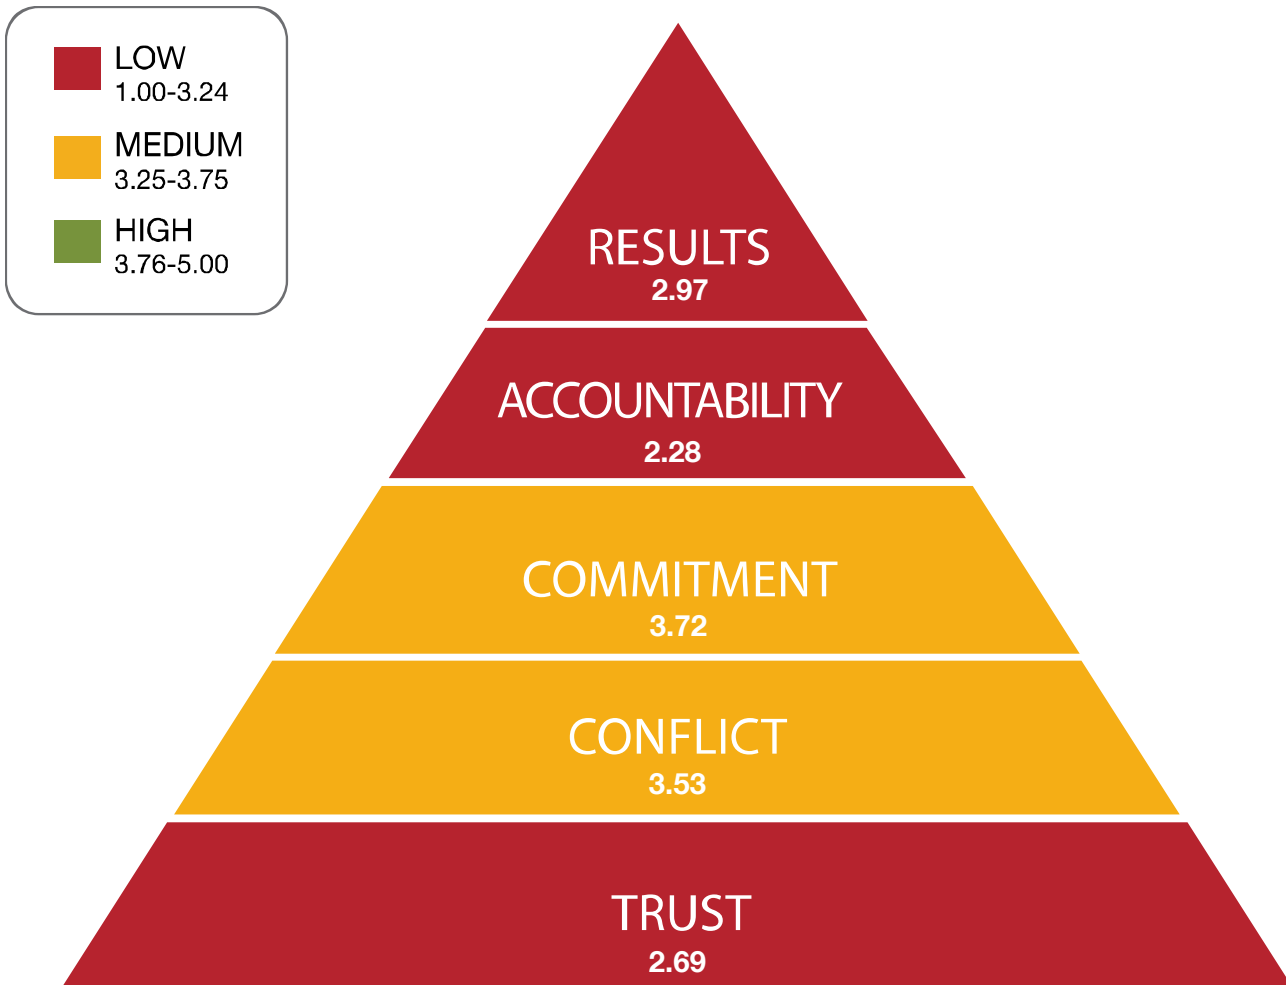 LOW
1.00-3.24
MEDIUM
3.25-3.75
HIGH
3.76-5.00
RESULTS
2.97
ACCOUNTABILITY
2.28
COMMITMENT
3.72
CONFLICT
3.53
TRUST
2.69